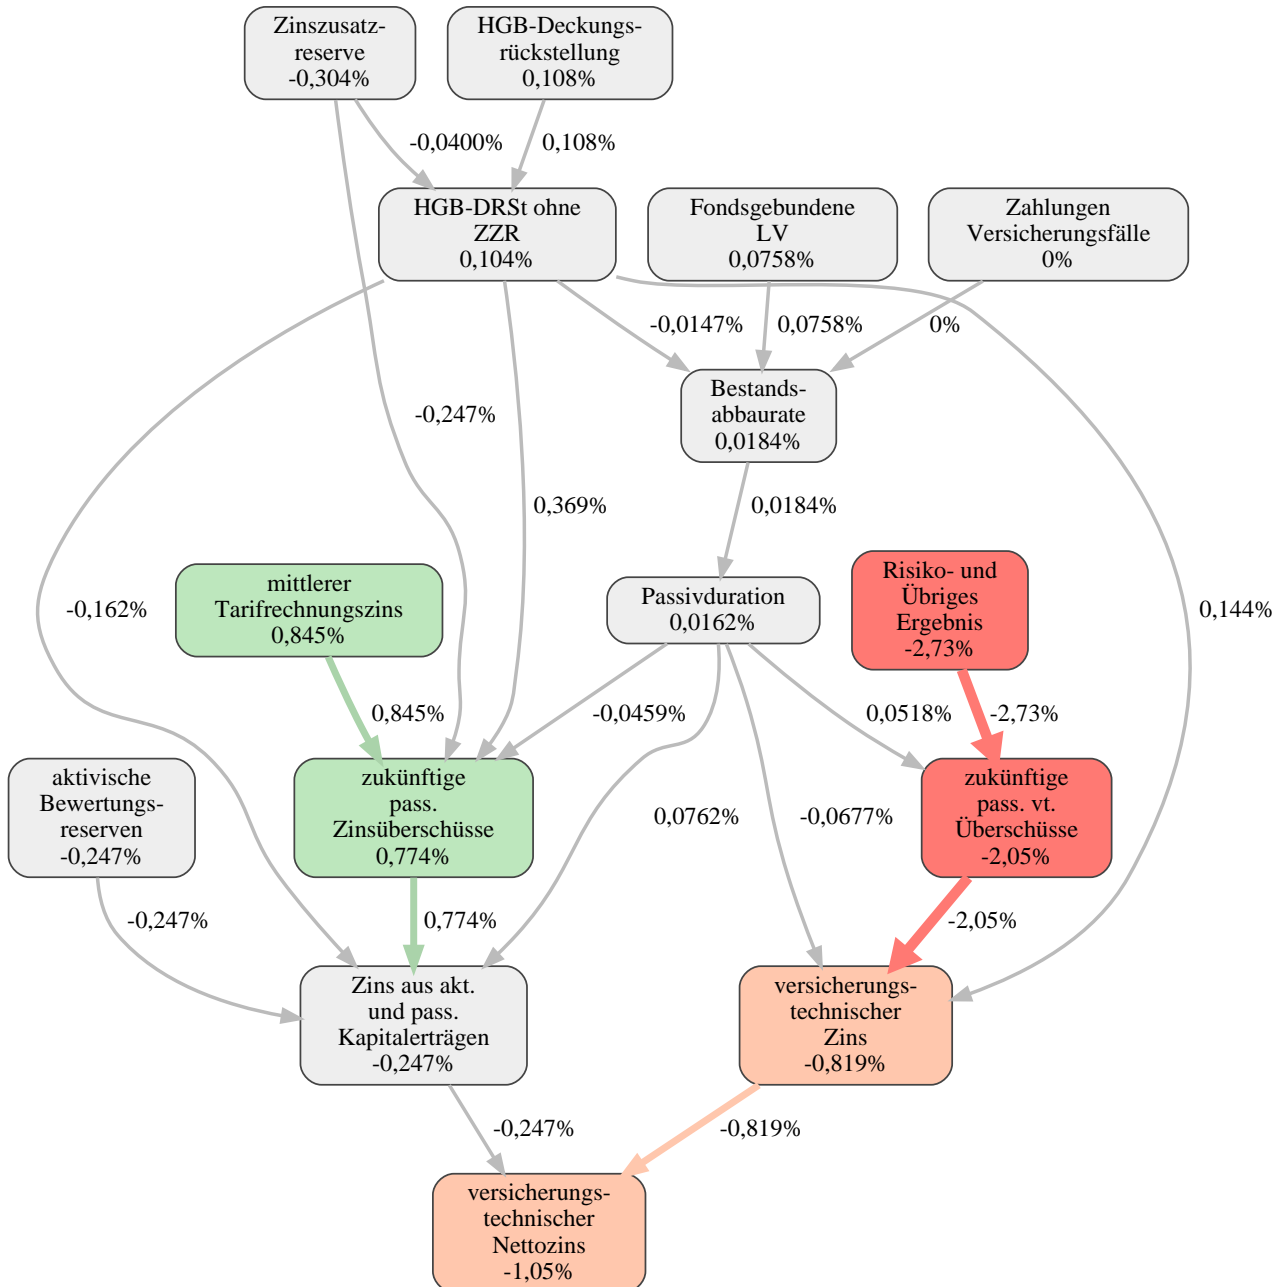 Zinszusatz-
reserve
-0,304%
HGB-Deckungs-
rückstellung
0,108%
-0,0400%
0,108%
HGB-DRSt ohne
ZZR
0,104%
Fondsgebundene
LV
0,0758%
Zahlungen
Versicherungsfälle
0%
-0,0147%
0,0758%
0%
Bestands-
abbaurate
0,0184%
-0,247%
0,369%
0,0184%
mittlerer
Tarifrechnungszins
0,845%
Passivduration
0,0162%
Risiko- und
Übriges
Ergebnis
-2,73%
-0,162%
0,144%
0,845%
-0,0459%
0,0518%
-2,73%
aktivische
Bewertungs-
reserven
-0,247%
zukünftige
pass.
Zinsüberschüsse
0,774%
0,0762%
-0,0677%
zukünftige
pass. vt.
Überschüsse
-2,05%
-0,247%
0,774%
-2,05%
Zins aus akt.
und pass.
Kapitalerträgen
-0,247%
versicherungs-
technischer
Zins
-0,819%
-0,247%
-0,819%
versicherungs-
technischer
Nettozins
-1,05%